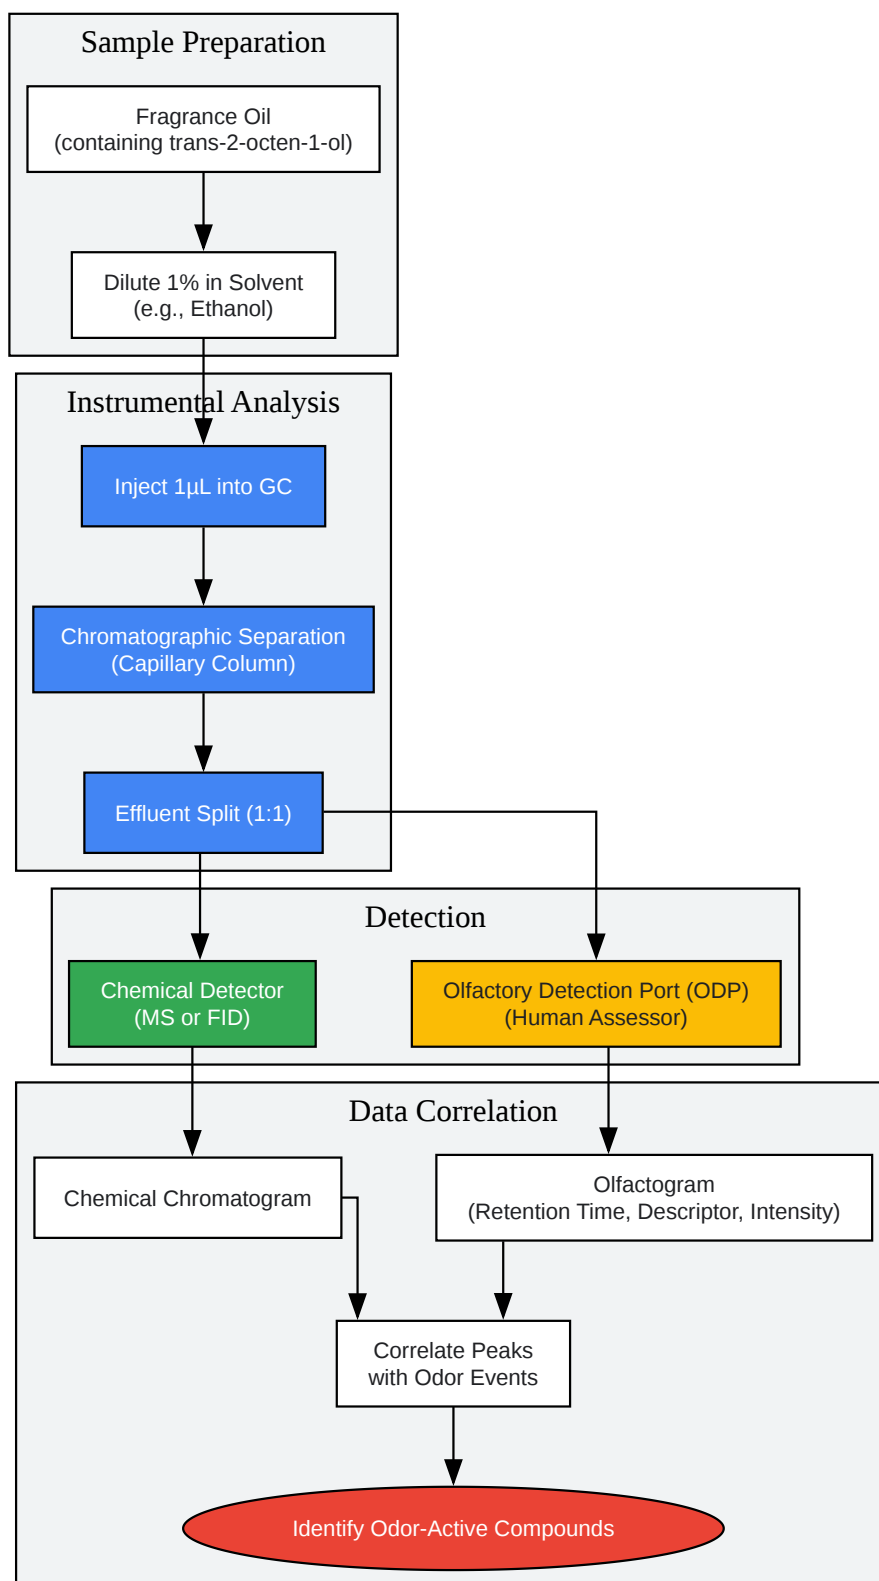 Sample Preparation
Fragrance Oil
(containing trans-2-octen-1-ol)
Dilute 1% in Solvent
(e.g., Ethanol)
Instrumental Analysis
Inject 1µL into GC
Chromatographic Separation
(Capillary Column)
Effluent Split (1:1)
Detection
Chemical Detector
(MS or FID)
Olfactory Detection Port (ODP)
(Human Assessor)
Data Correlation
Chemical Chromatogram
Olfactogram
(Retention Time, Descriptor, Intensity)
Correlate Peaks
with Odor Events
Identify Odor-Active Compounds